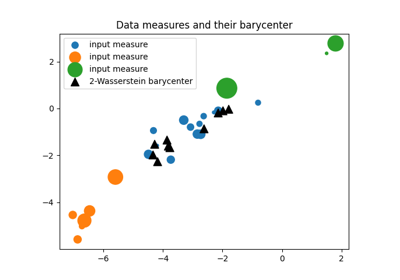 Data measures and their barycenter
input measure
input measure
input measure
2-Wasserstein barycenter
2
0
−2
−4
−6
−4
−2
0
2